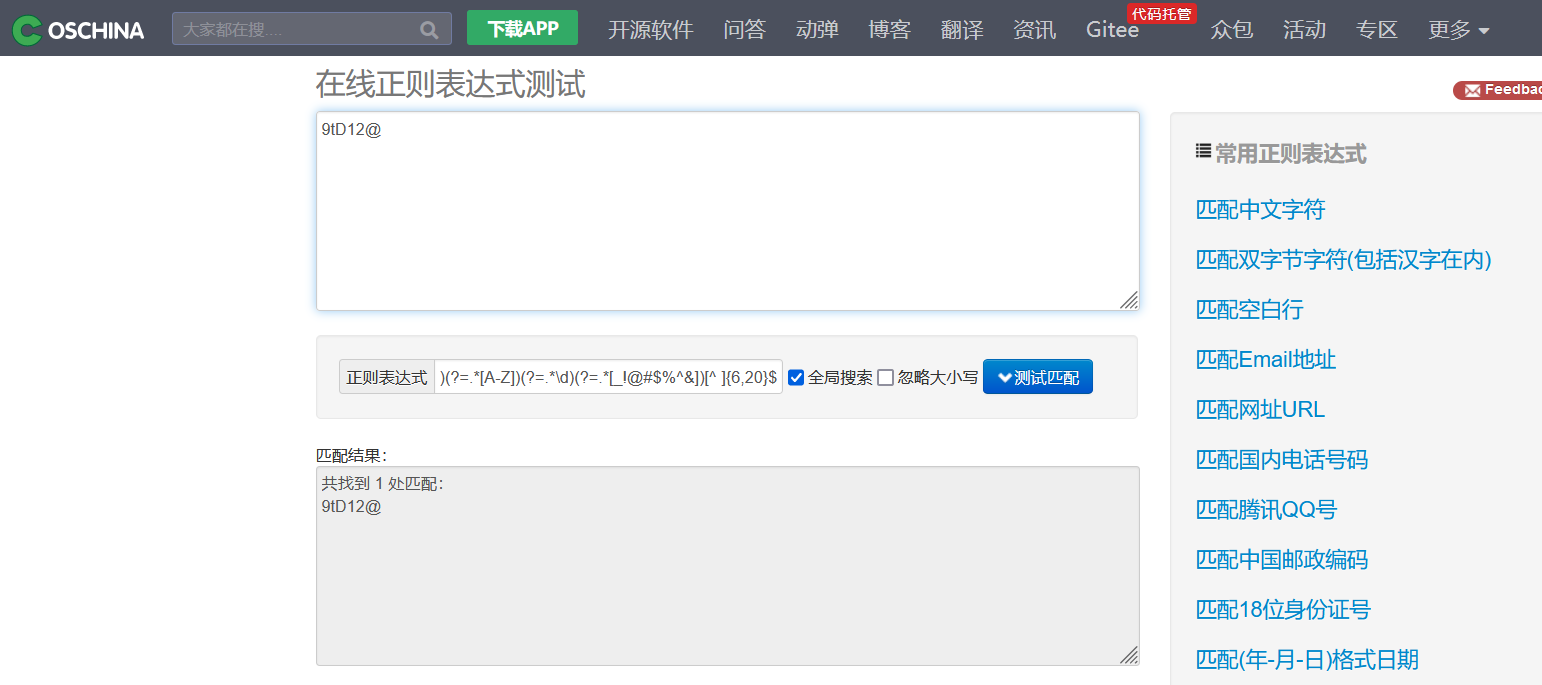 OSCHINA
大家都在搜....
下载APP
开源软件
问答
动弹
博客
翻译
资讯
Gitee
代码托管
众包
活动
专区
更多
在线正则表达式测试
Feedbac
9tD12@
正则表达式
)(?=.*[A-Z])(?=.*\d)(?=.*[_!@#$%^&])[^ ]{6,20}$
全局搜索
忽略大小写
测试匹配
匹配结果：
共找到 1 处匹配：
9tD12@
常用正则表达式
匹配中文字符
匹配双字节字符(包括汉字在内)
匹配空白行
匹配Email地址
匹配网址URL
匹配国内电话号码
匹配腾讯QQ号
匹配中国邮政编码
匹配18位身份证号
匹配(年-月-日)格式日期